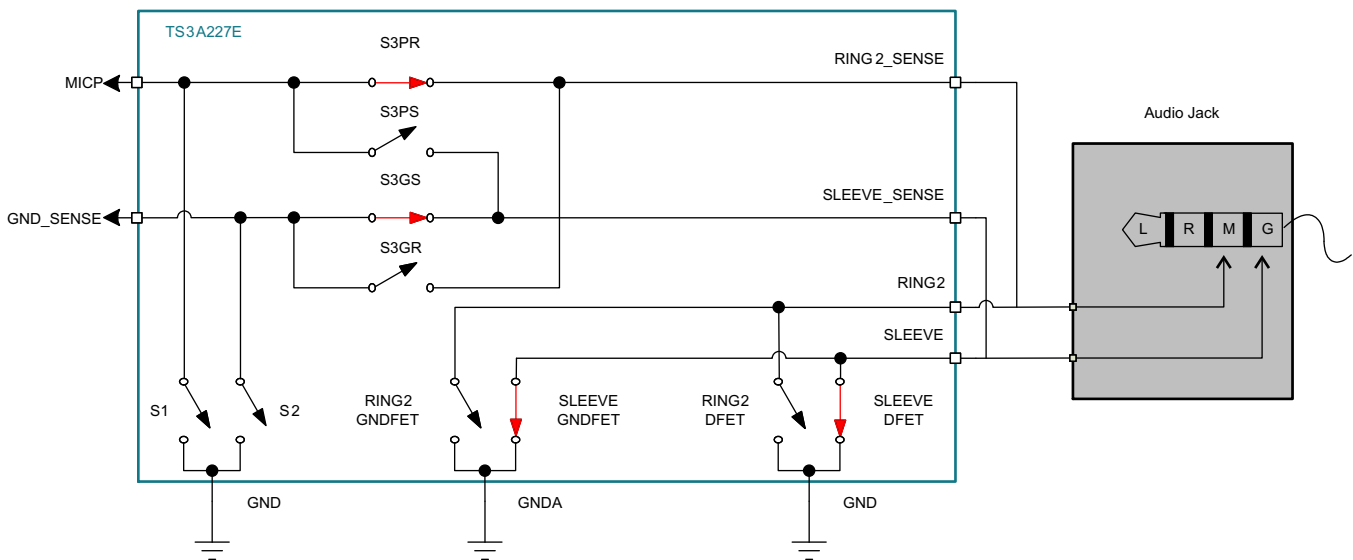 TS3A227E
S3PR
RING2_SENSE
MICP
S3PS
Audio Jack
S3GS
SLEEVE_SENSE
GND_SENSE
L R M G
S3GR
RING2
SLEEVE
S1
S2
RING2
GNDFET
SLEEVE
GNDFET
RING2
DFET
SLEEVE
DFET
GND
GNDA
GND